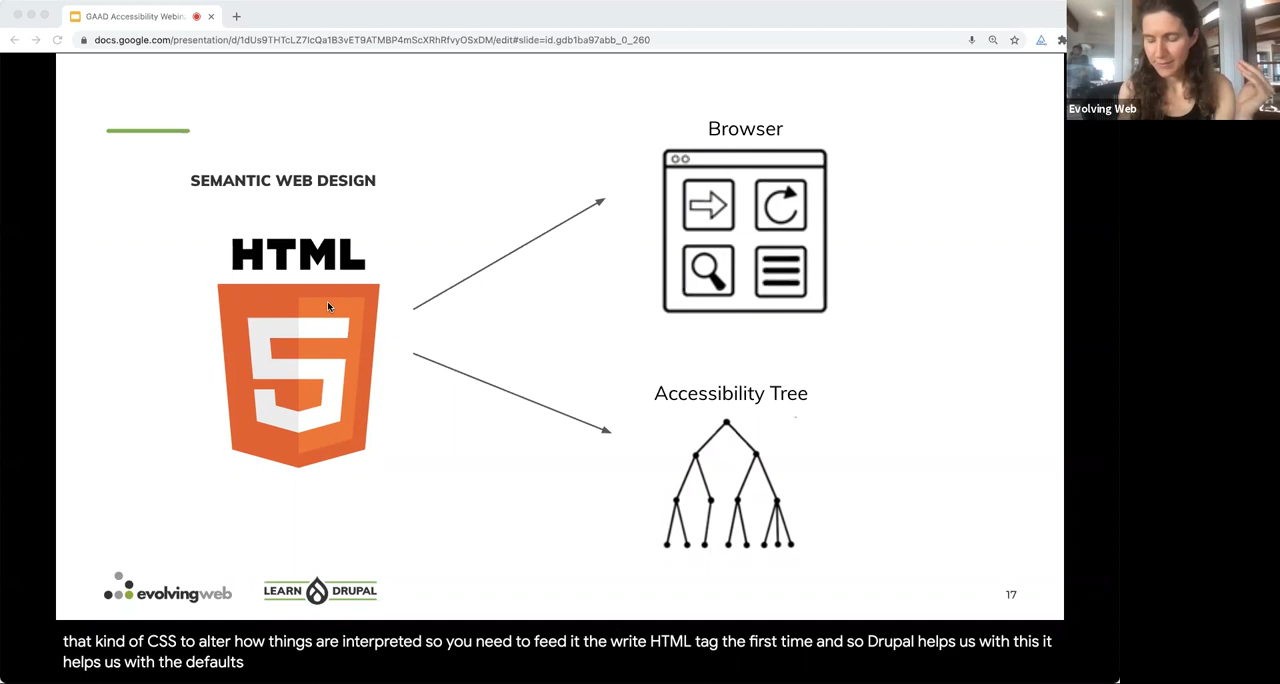 GAAD Accessibility Webin
docs.google.com/presentation/d/1dUs9THTcLZ7lcQa1B3vET9ATMBP4mScXRhRfvyOSxDM/edit#slide=id.gdb1ba97abb_0_260
Evolving Web
Browser
SEMANTIC WEB DESIGN
HTML
5
Accessibility Tree
evolvingweb
LEARN DRUPAL
17
that kind of CSS to alter how things are interpreted so you need to feed it the write HTML tag the first time and so Drupal helps us with this it
helps us with the defaults